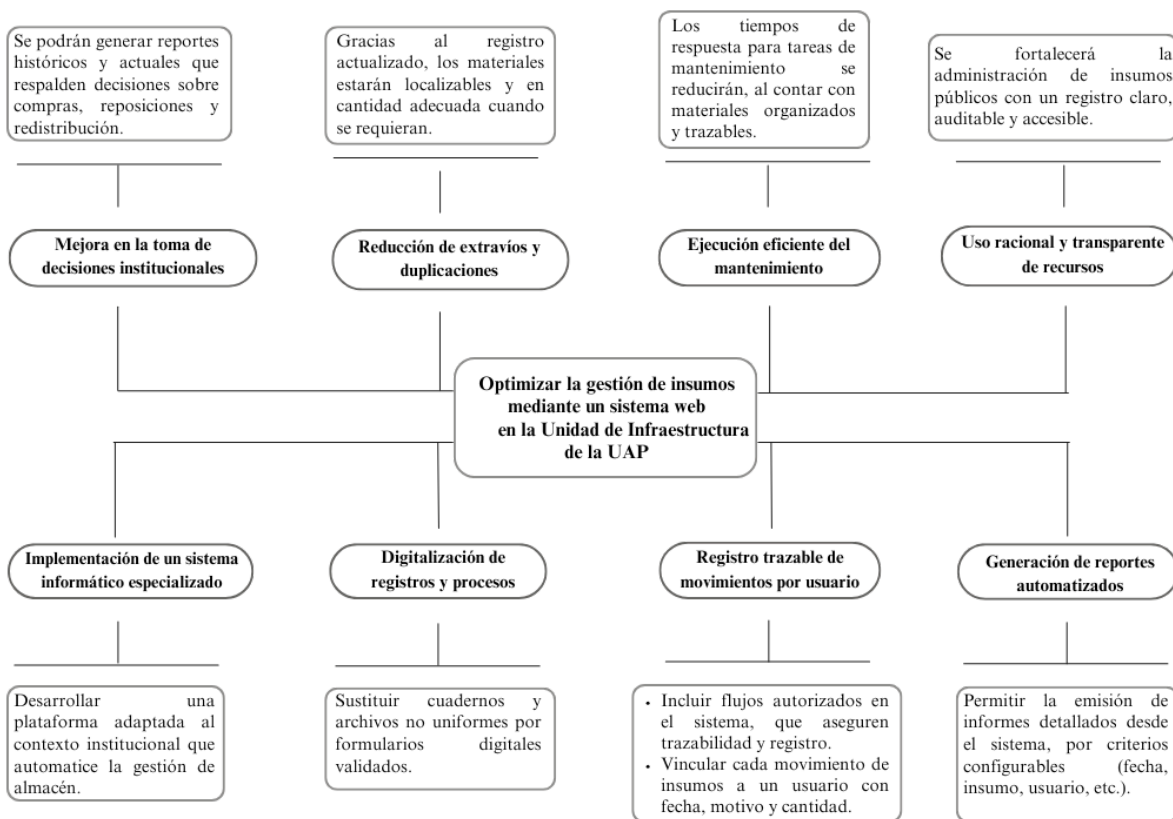 Se podrán generar reportes
históricos y actuales que
respalden decisiones sobre
compras, reposiciones y
redistribución.
Gracias al registro
actualizado, los materiales
estarán localizables y en
cantidad adecuada cuando
se requieran.
Los tiempos de
respuesta para tareas de
mantenimiento se
reducirán, al contar con
materiales organizados
y trazables.
Se fortalecerá la
administración de insumos
públicos con un registro claro,
auditable y accesible.
Mejora en la toma de
decisiones institucionales
Reducción de extravíos y
duplicaciones
Ejecución eficiente del
mantenimiento
Uso racional y transparente
de recursos
Optimizar la gestión de insumos
mediante un sistema web
en la Unidad de Infraestructura
de la UAP
Implementación de un sistema
informático especializado
Digitalización de
registros y procesos
Registro trazable de
movimientos por usuario
Generación de reportes
automatizados
Desarrollar una
plataforma adaptada al
contexto institucional que
automatice la gestión de
almacén.
Sustituir cuadernos y
archivos no uniformes por
formularios digitales
validados.
• Incluir flujos autorizados en
el sistema, que aseguren
trazabilidad y registro.
• Vincular cada movimiento de
insumos a un usuario con
fecha, motivo y cantidad.
Permitir la emisión de
informes detallados desde
el sistema, por criterios
configurables (fecha,
insumo, usuario, etc.).